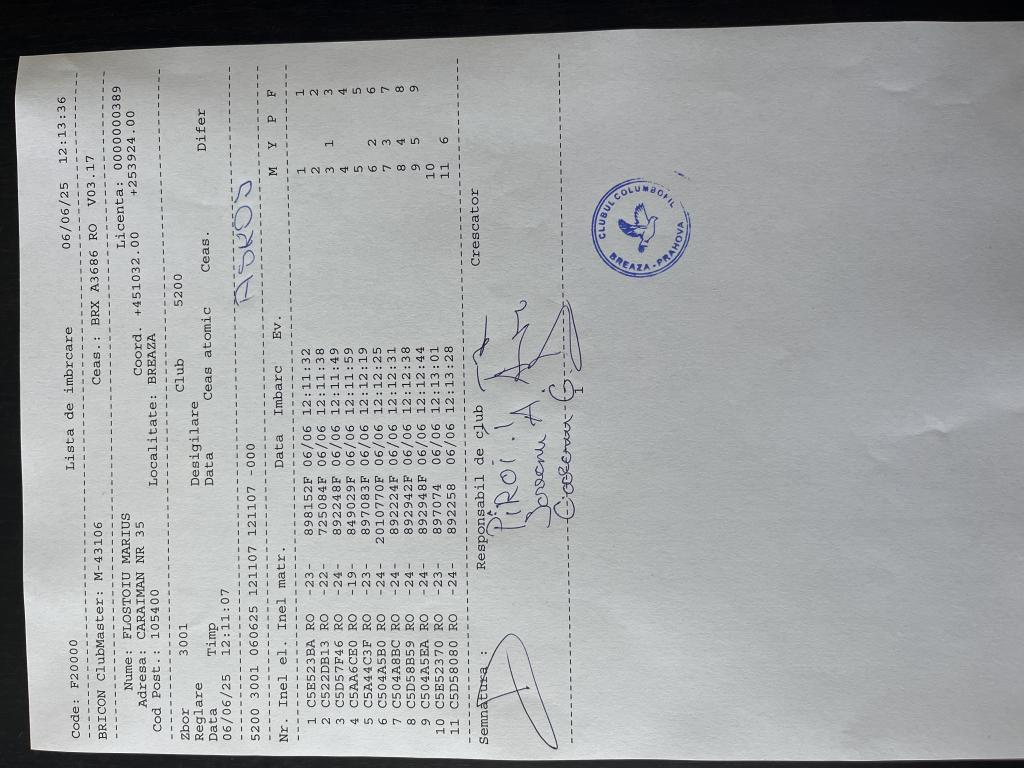 Code: F20000 Lista de imbrcare 06/06/25 12:13:36
BRICON ClubMaster: M-43106 Ceas.: BRX A3686 RO V03.17
Nume: FLOSTOIU MARIUS Licenta: 00000000389
Adresa: CARAIMAN NR 35 Coord. +451032.00 +253924.00
Cod Post.: 105400 Localitate: BREAZA
Zbor 3001 Club 5200
Reglare Desigilare
Data Timp Data Ceas atomic Ceas. Difer
06/06/25 12:11:07
5200 3001 060625 121107 121107 -000
Nr. Inel el. Inel matr. Data Imbarc Ev. M Y P F
1 C5E523BA RO -23- 898152F 06/06 12:11:32 1 1
2 C522DB13 RO -22- 725084F 06/06 12:11:38 2 2
3 C5D57F46 RO -24- 892248F 06/06 12:11:49 3 1 3
4 C5AA6CE0 RO -19- 849029F 06/06 12:11:59 4 4
5 CA44C3F RO -23- 897083F 06/06 12:12:19 5 5
6 C504A5B0 RO -24- 2010770F 06/06 12:12:25 6 2 6
7 C504A8BC RO -24- 892224F 06/06 12:12:31 7 3 7
8 C5D58B59 RO -24- 892942F 06/06 12:12:38 8 4 8
9 C504A5EA RO -24- 892948F 06/06 12:12:44 9 5 9
10 C5E52370 RO -23- 897074 06/06 12:13:01 10
11 C5D58080 RO -24- 892258 06/06 12:13:28 11 6
Semnatura : Responsabil de club Crescator
PIROI
CLUBUL COLUMBOFIL
BREAZA-PRAHOVA